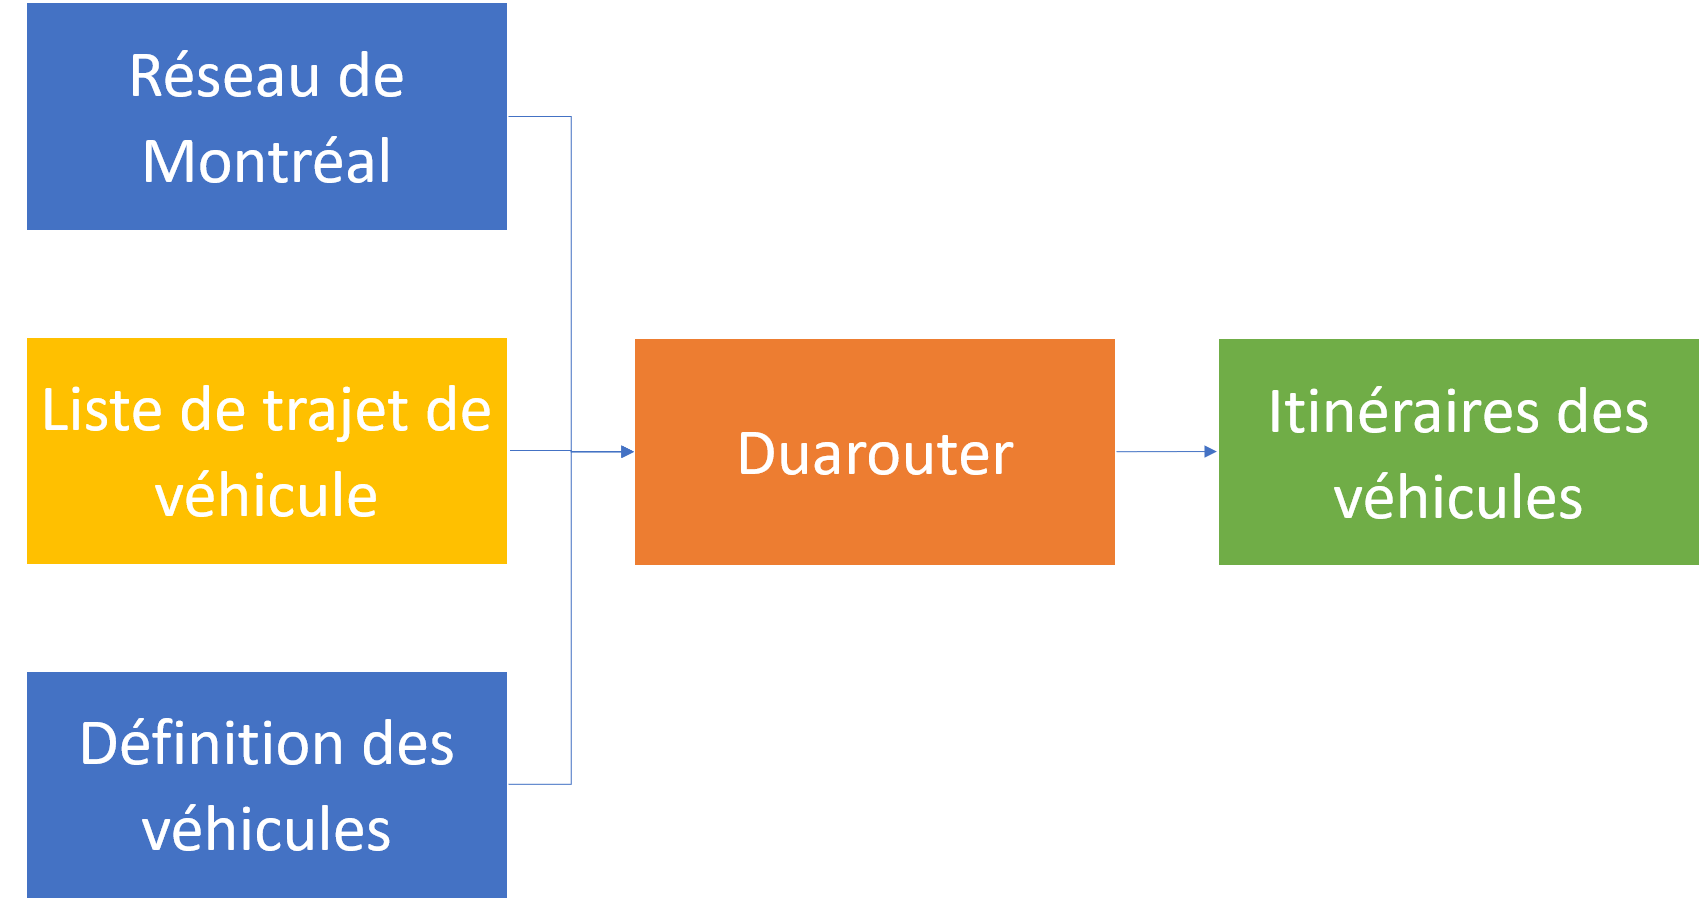 Réseau de
Montréal
Liste de trajet de
véhicule
Duarouter
Itinéraires des
véhicules
Définition des
véhicules